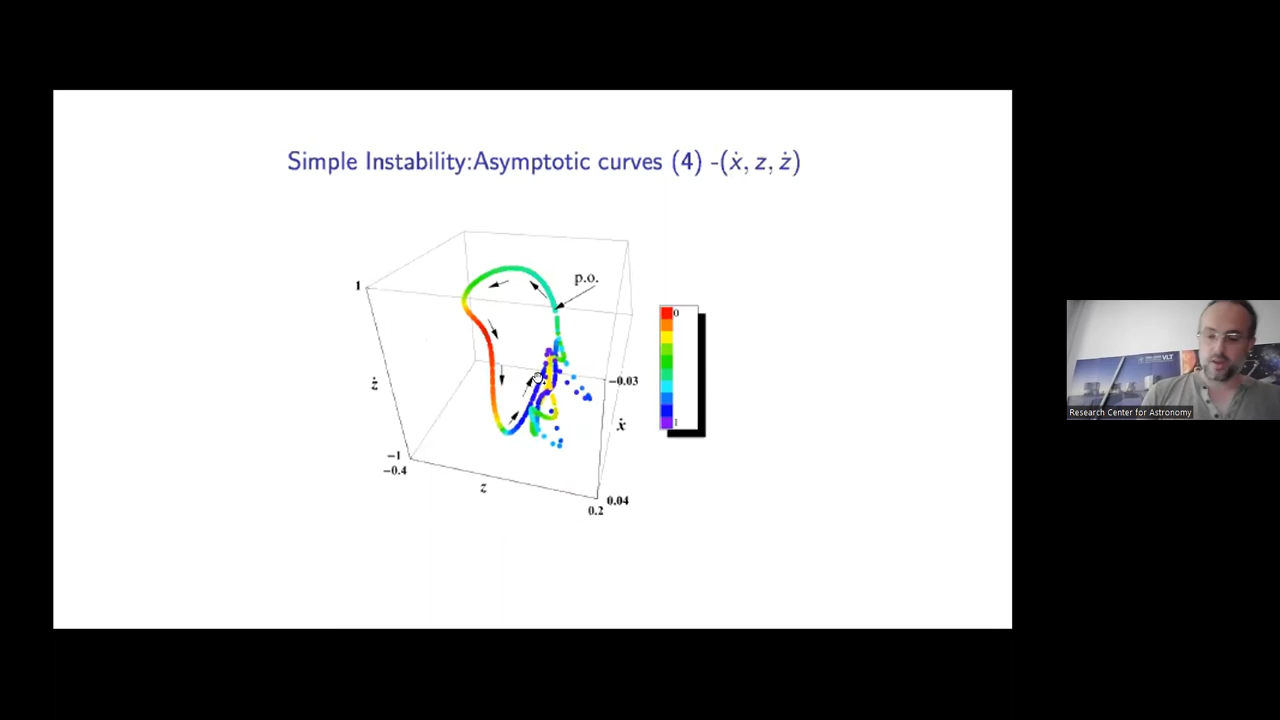 Simple Instability:Asymptotic curves (4) -(ẋ, z, ż)
p.o.
1
0
ż
−0.03
ẋ
1
−1
−0.4
z
0.04
0.2
VLT
Research Center for Astronomy